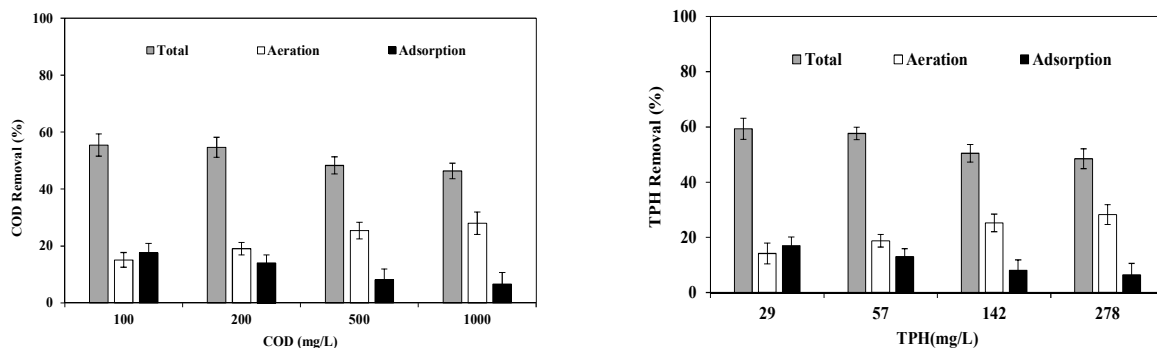 100
80
60
40
20
0
COD Removal (%)
Total Aeration Adsorption
100 200 500 1000
COD (mg/L)
100
80
60
40
20
0
TPH Removal (%)
Total Aeration Adsorption
29 57 142 278
TPH(mg/L)